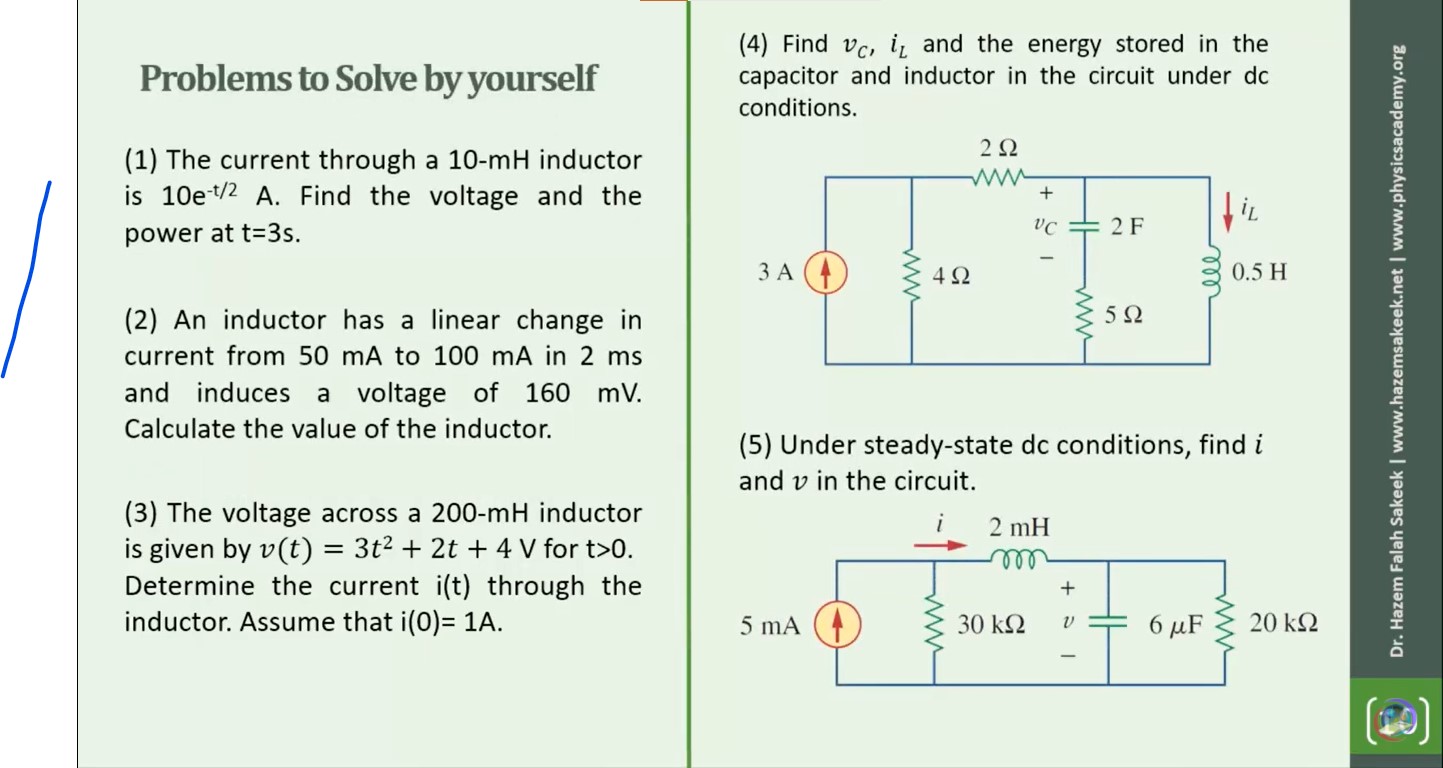 Problems to Solve by yourself
(1) The current through a 10-mH inductor
is 10e-t/2 A. Find the voltage and the
power at t=3s.
(2) An inductor has a linear change in
current from 50 mA to 100 mA in 2 ms
and induces a voltage of 160 mV.
Calculate the value of the inductor.
(3) The voltage across a 200-mH inductor
is given by v(t) = 3t² + 2t + 4 V for t>0.
Determine the current i(t) through the
inductor. Assume that i(0)= 1A.
(4) Find vC, iL and the energy stored in the
capacitor and inductor in the circuit under dc
conditions.
2 Ω
+
vC
−
2 F
iL
3 A
4 Ω
0.5 H
5 Ω
(5) Under steady-state dc conditions, find i
and v in the circuit.
i
2 mH
+
5 mA
30 kΩ
v
6 μF
20 kΩ
−
Dr. Hazem Falah Sakeek | www.hazemsakeek.net | www.physicsacademy.org